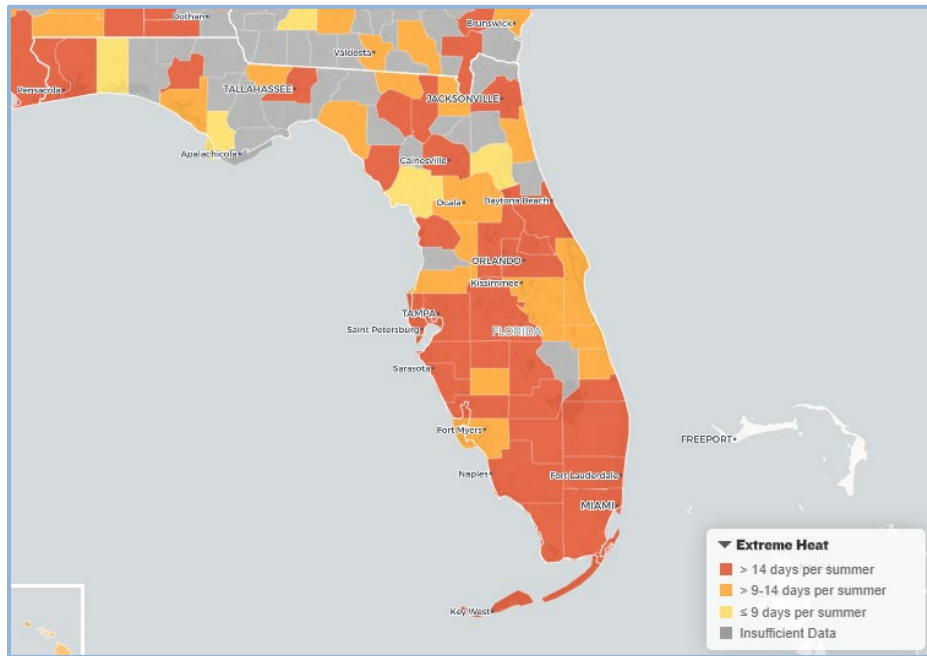 Dothan
Brunswick
Valdosta
Pensacola
TALLAHASSEE
JACKSONVILLE
Apalachicola
Gainesville
Ocala
Daytona Beach
ORLANDO
Kissimmee
TAMPA
Saint Petersburg
FLORIDA
Sarasota
Fort Myers
FREEPORT
Naples
Fort Lauderdale
MIAMI
Key West
Extreme Heat
> 14 days per summer
> 9-14 days per summer
≤ 9 days per summer
Insufficient Data